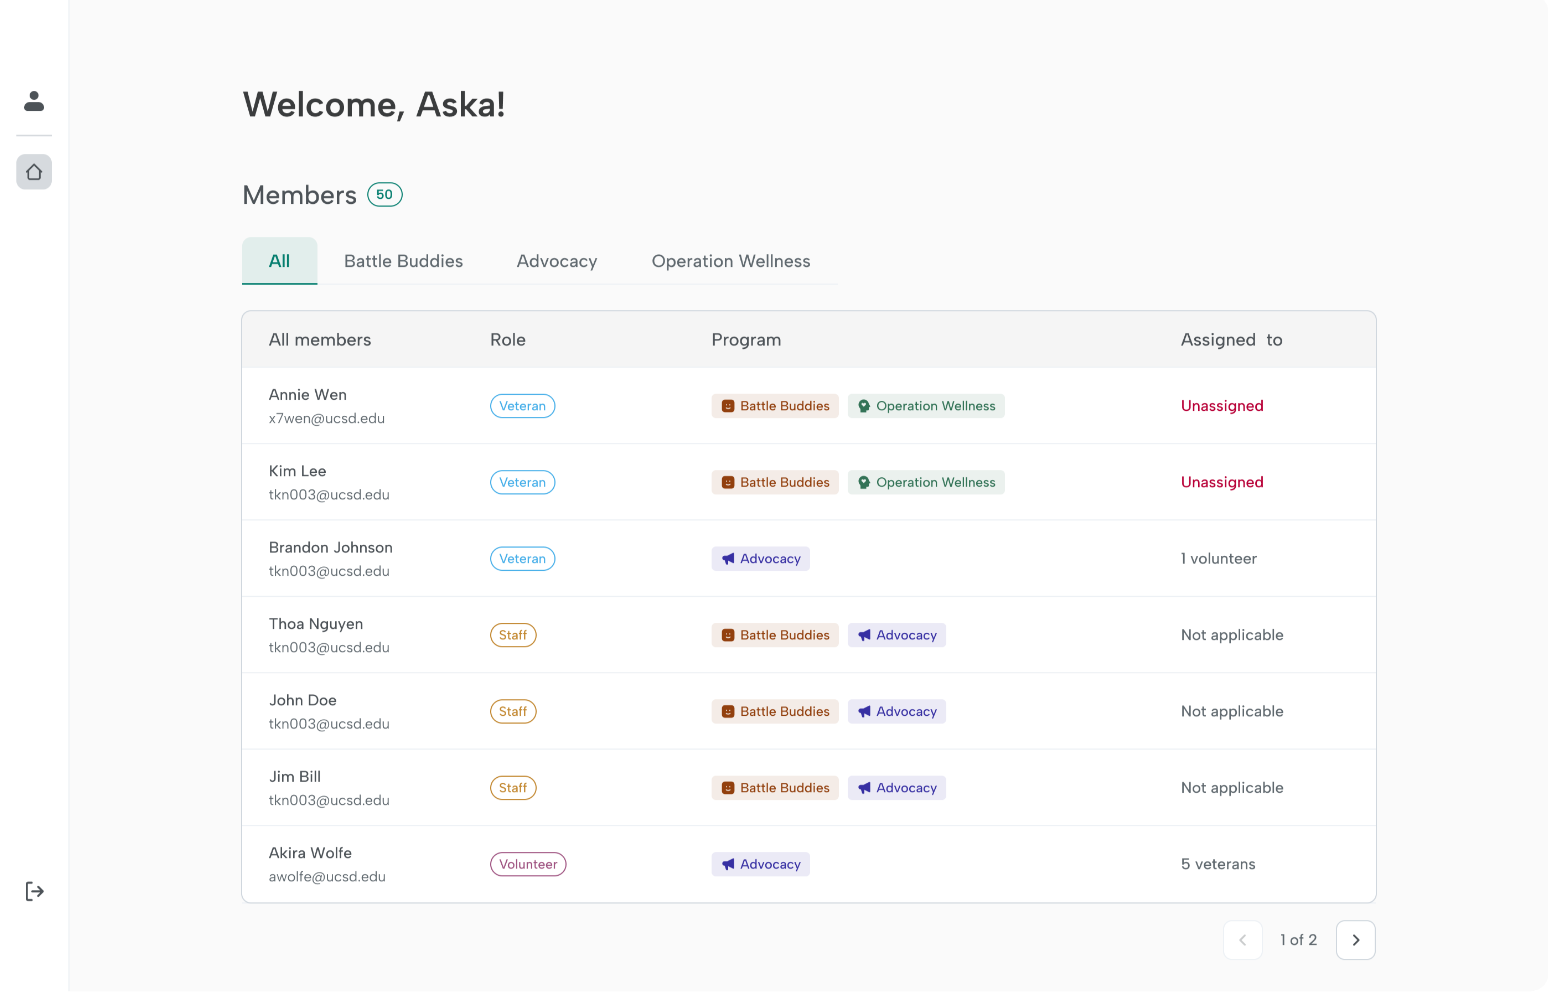 Welcome, Aska!
Members 50
All Battle Buddies Advocacy Operation Wellness
All members Role Program Assigned to
Annie Wen
x7wen@ucsd.edu
Veteran Battle Buddies Operation Wellness Unassigned
Kim Lee
tkn003@ucsd.edu
Veteran Battle Buddies Operation Wellness Unassigned
Brandon Johnson
tkn003@ucsd.edu
Veteran Advocacy 1 volunteer
Thoa Nguyen
tkn003@ucsd.edu
Staff Battle Buddies Advocacy Not applicable
John Doe
tkn003@ucsd.edu
Staff Battle Buddies Advocacy Not applicable
Jim Bill
tkn003@ucsd.edu
Staff Battle Buddies Advocacy Not applicable
Akira Wolfe
awolfe@ucsd.edu
Volunteer Advocacy 5 veterans
1 of 2